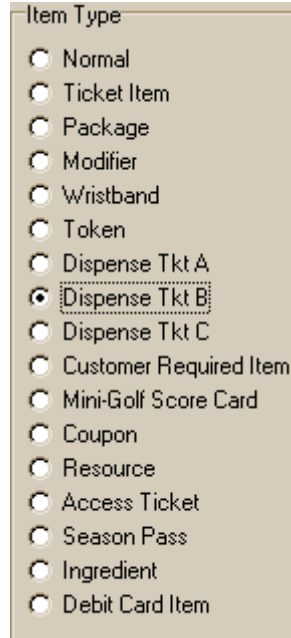 Item Type
Normal
Ticket Item
Package
Modifier
Wristband
Token
Dispense Tkt A
Dispense Tkt B
Dispense Tkt C
Customer Required Item
Mini-Golf Score Card
Coupon
Resource
Access Ticket
Season Pass
Ingredient
Debit Card Item